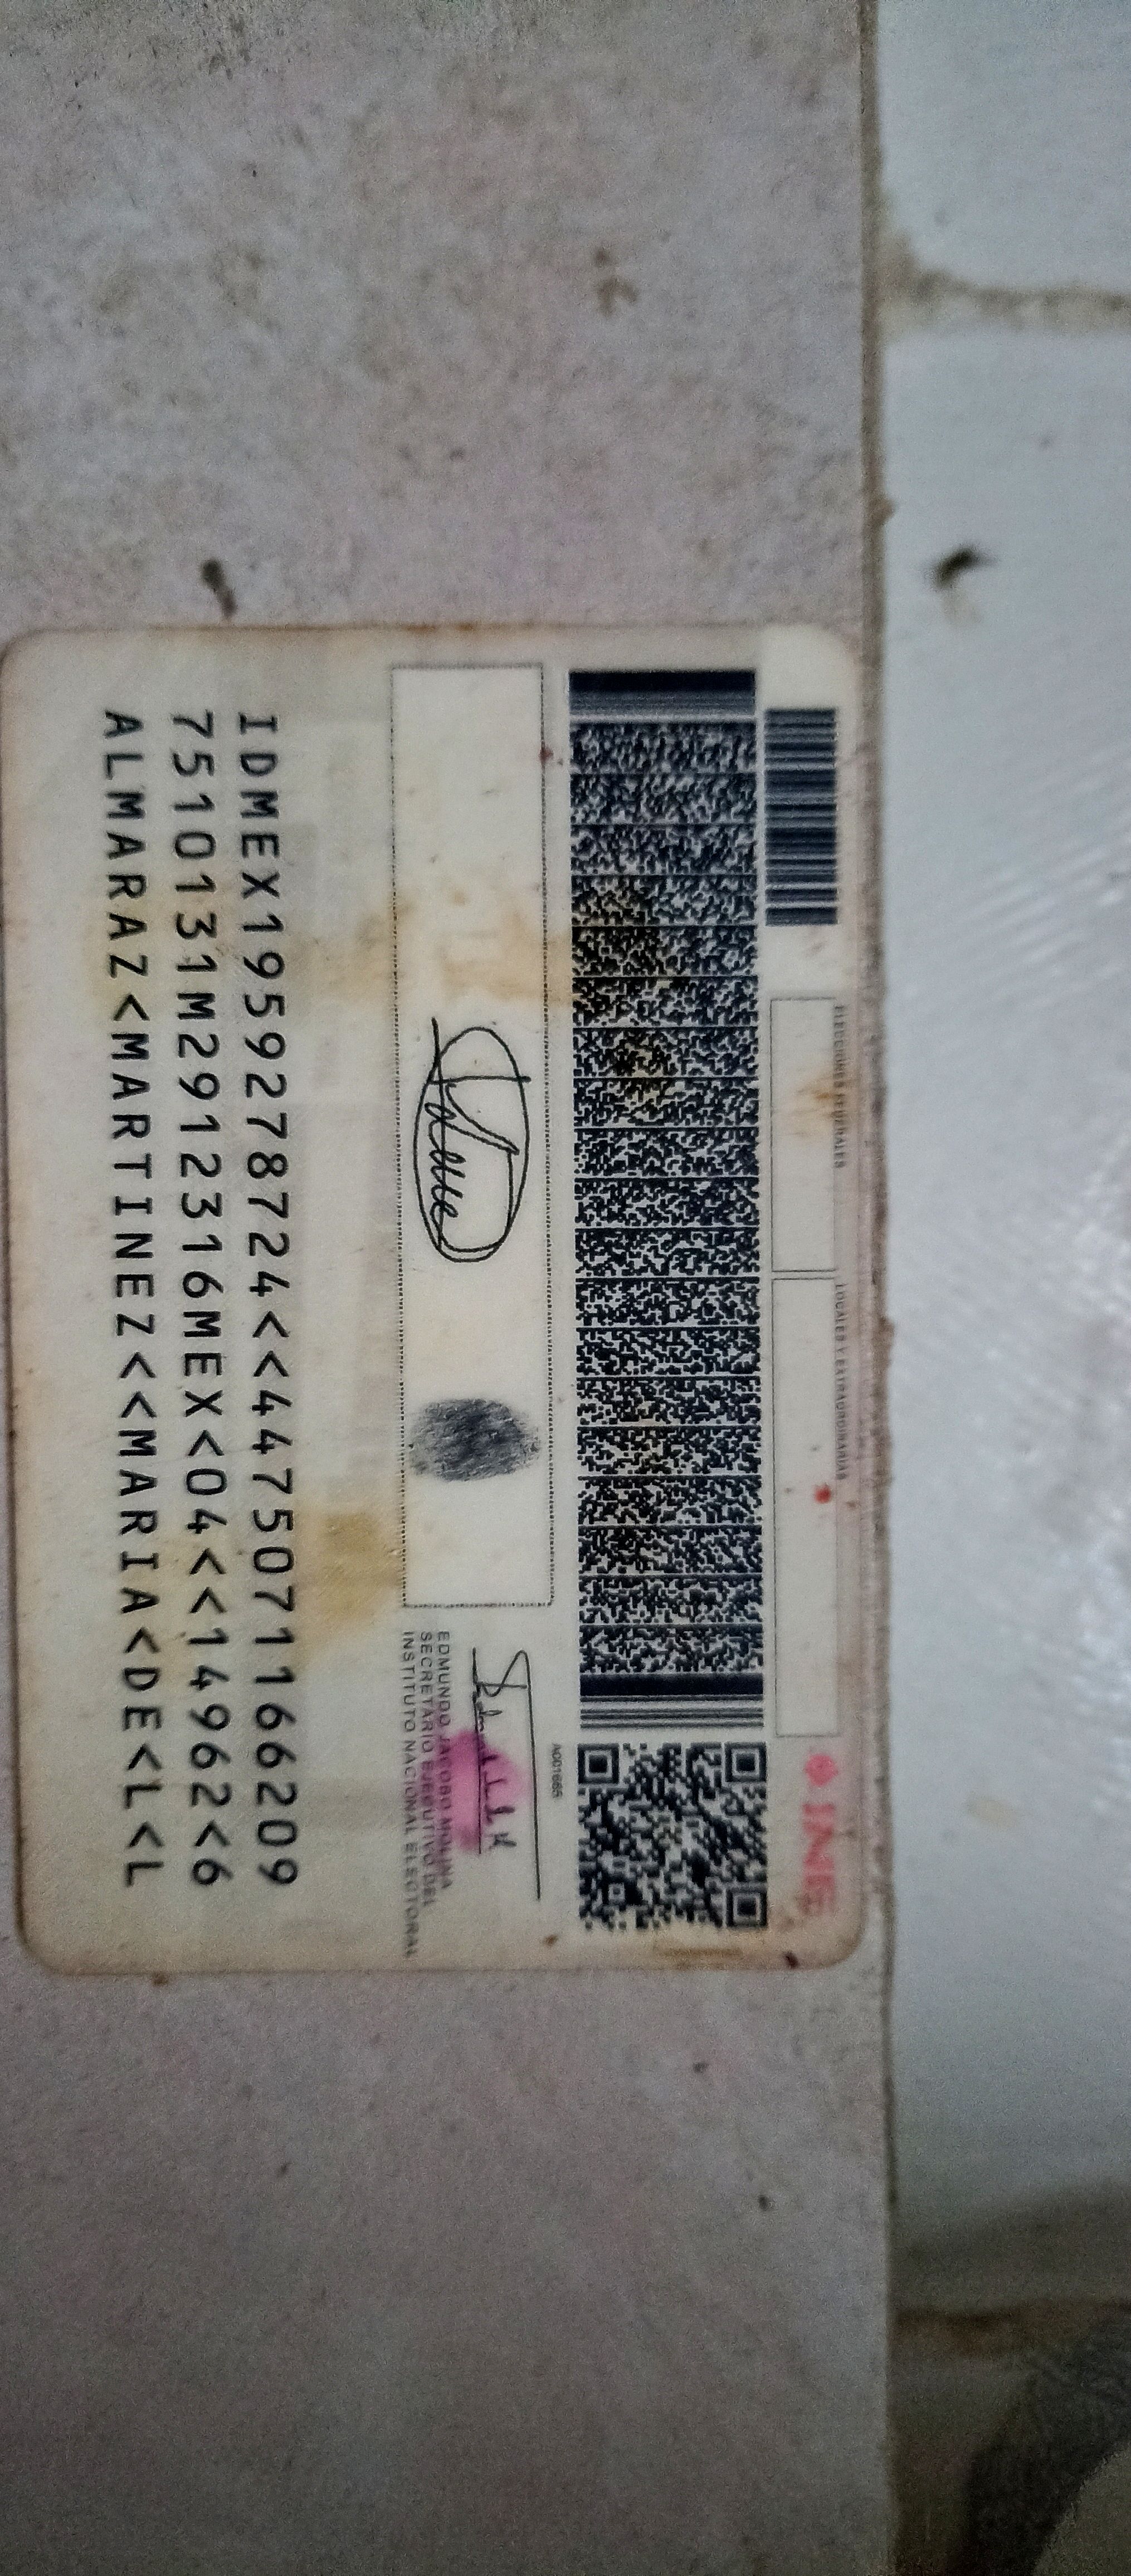 ELECCIONES FEDERALES
LOCALES Y EXTRAORDINARIAS
INE
A001665
EDMUNDO JACOBO MOLINA
SECRETARIO EJECUTIVO DEL
INSTITUTO NACIONAL ELECTORAL
IDMEX1959278724<<4475071166209
7510131M2912316MEX<04<<14962<6
ALMARAZ<MARTINEZ<<MARIA<DE<L<L